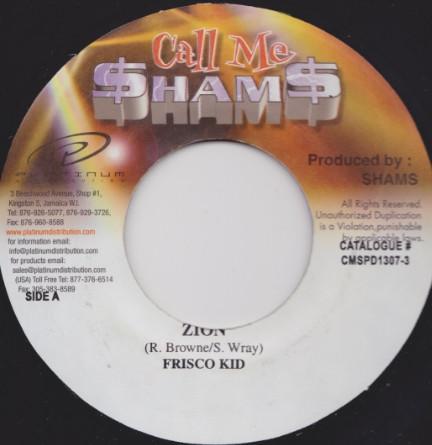 Call Me
$HAM$
PLATINUM
DISTRIBUTION
3 Beechwood Avenue, Shop #1,
Kingston 5, Jamaica W.I.
Tel: 876-926-5077, 876-929-3726,
Fax: 876-960-8588
www.platinumdistribution.com
for information email:
info@platinumdistribution.com
for products email:
sales@platinumdistribution.com
(USA) Toll Free Tel: 877-376-6514
Fax: 305-383-8589
SIDE A
Produced by :
SHAMS
All Rights Reserved.
Unauthorized Duplication
is a Violation,punishable
by applicable laws.
CATALOGUE #
CMSPD1307-3
ZION
(R. Browne/S. Wray)
FRISCO KID